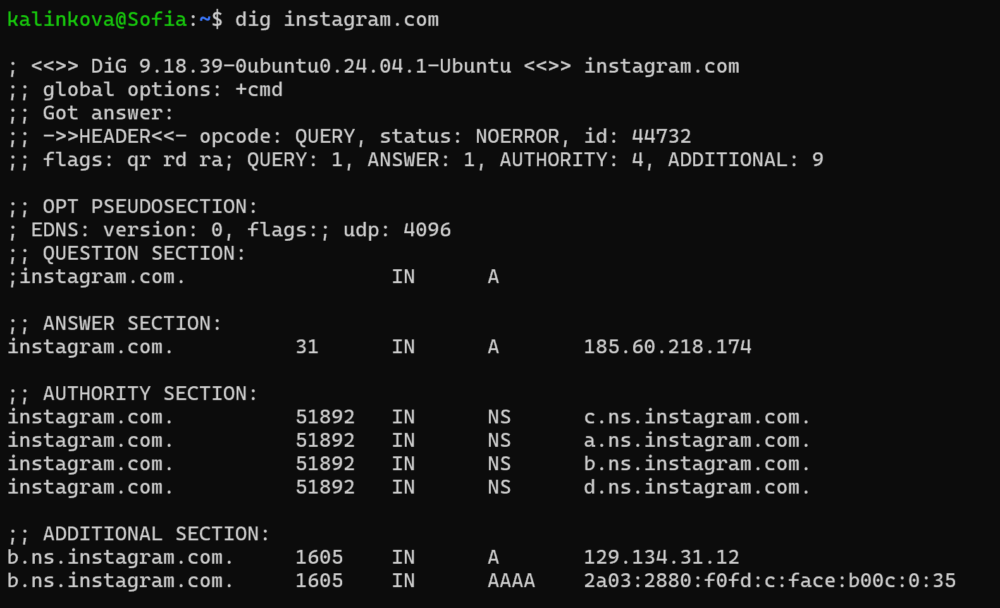 kalinkova@Sofia:~$ dig instagram.com
; <<>> DiG 9.18.39-0ubuntu0.24.04.1-Ubuntu <<>> instagram.com
;; global options: +cmd
;; Got answer:
;; ->>HEADER<<- opcode: QUERY, status: NOERROR, id: 44732
;; flags: qr rd ra; QUERY: 1, ANSWER: 1, AUTHORITY: 4, ADDITIONAL: 9
;; OPT PSEUDOSECTION:
; EDNS: version: 0, flags:; udp: 4096
;; QUESTION SECTION:
;instagram.com. IN A
;; ANSWER SECTION:
instagram.com. 31 IN A 185.60.218.174
;; AUTHORITY SECTION:
instagram.com. 51892 IN NS c.ns.instagram.com.
instagram.com. 51892 IN NS a.ns.instagram.com.
instagram.com. 51892 IN NS b.ns.instagram.com.
instagram.com. 51892 IN NS d.ns.instagram.com.
;; ADDITIONAL SECTION:
b.ns.instagram.com. 1605 IN A 129.134.31.12
b.ns.instagram.com. 1605 IN AAAA 2a03:2880:f0fd:c:face:b00c:0:35